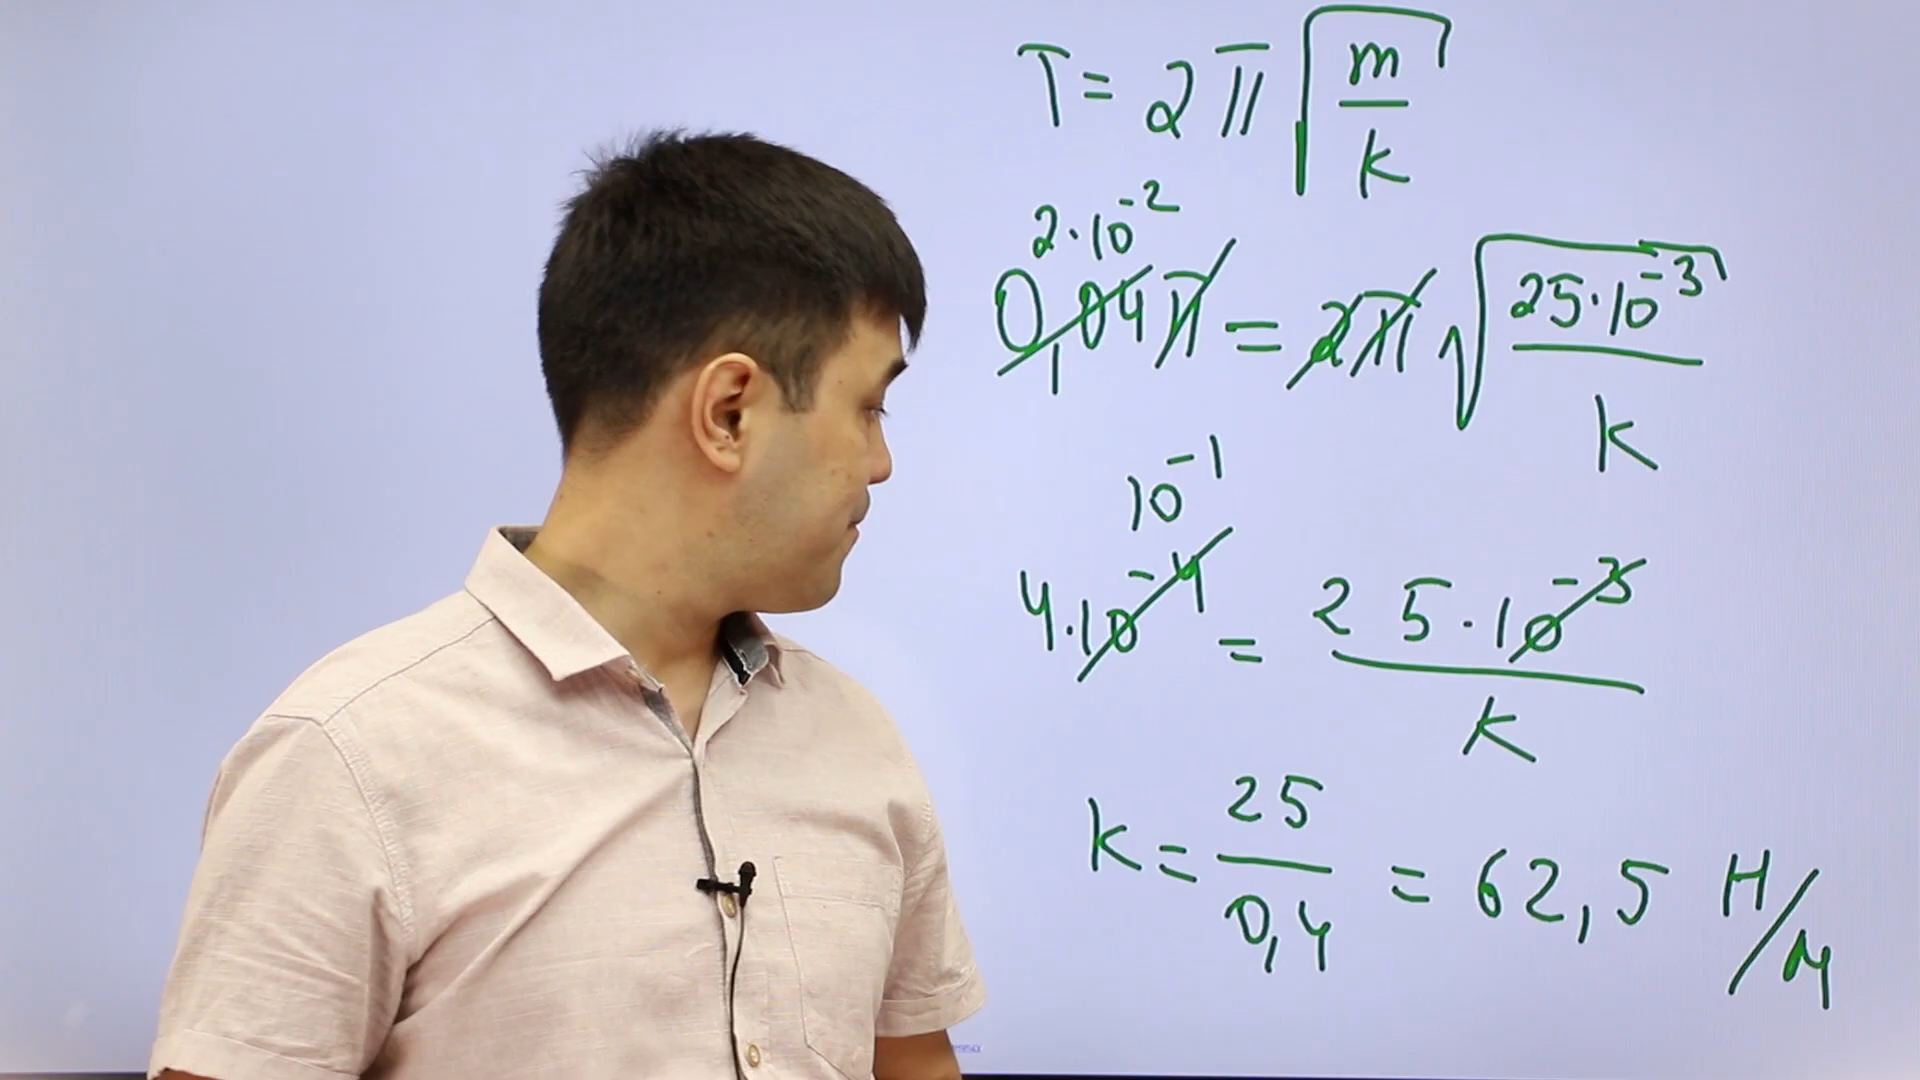 T = 2π √(m/k)
2·10⁻²
0,04π = 2π √(25·10⁻³/k)
10⁻¹
4·10⁻⁴ = 25·10⁻³/k
k = 25/0,4 = 62,5 Н/м